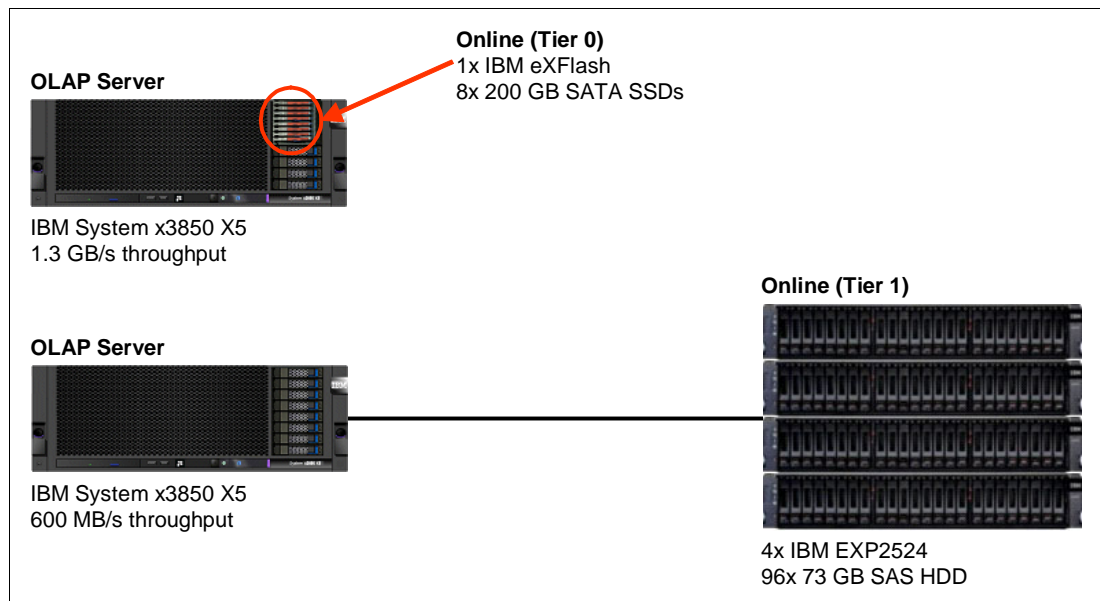 Online (Tier 0)
1x IBM eXFlash
8x 200 GB SATA SSDs
OLAP Server
IBM System x3850 X5
1.3 GB/s throughput
Online (Tier 1)
OLAP Server
IBM System x3850 X5
600 MB/s throughput
4x IBM EXP2524
96x 73 GB SAS HDD